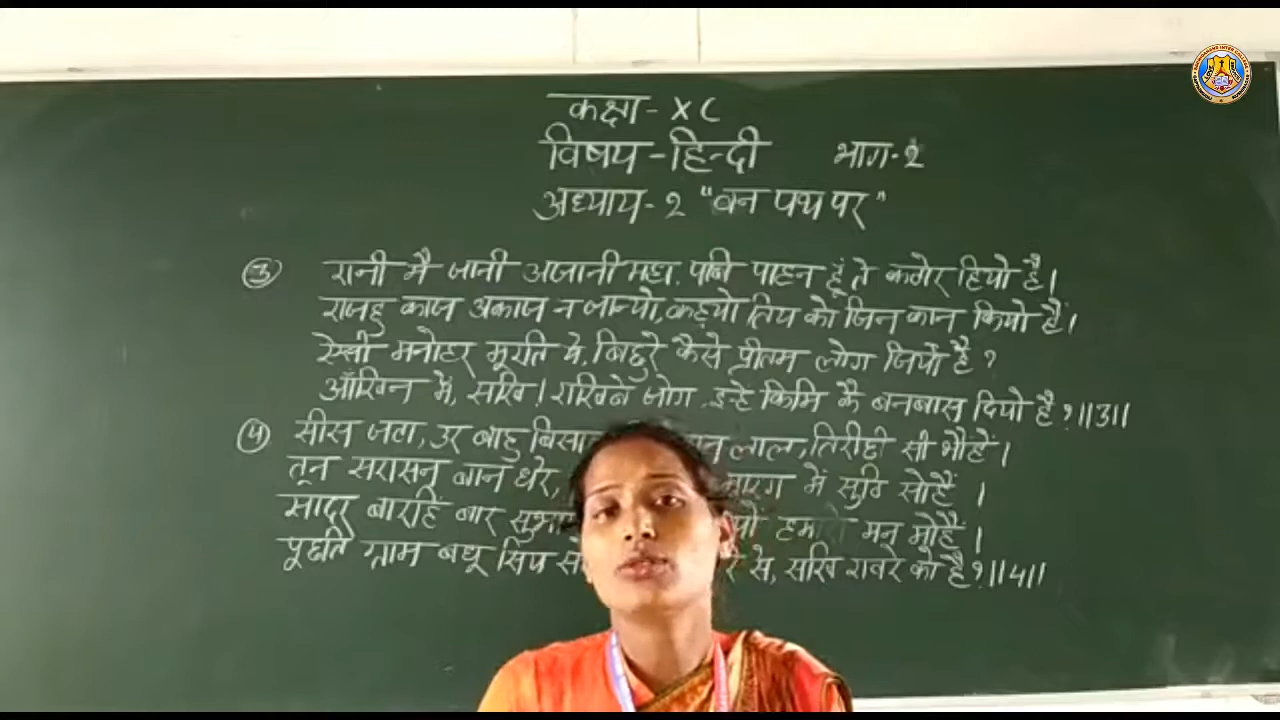 कक्षा - X C
विषय - हिन्दी भाग - 2
अध्याय - 2 "वन पथ पर"
③ रानी मै जानी अजानी महा, पबि पाहन हूँ ते कठोर हियो है।
राजहु काज अकाज न जान्यो, कह्यो तिय को जिन कान कियो है।
ऐसी मनोहर मूरति ये, बिछुरे कैसे प्रीतम लोग जियो है?
आँखिन में, सखि। राखिबे जोग, इन्हे किमि कै बनबास दियो है?॥3॥
④ सीस जटा, उर बाहु बिसा लाल, तिरीछी सी भौंहें।
तून सरासन बान धरे, मारग में सुठि सोहैं।
सादर बारहिं बार सुभा हमारो मन मोहैं।
पूछति ग्राम बधू सिय से, सखि रावरे को है?॥4॥